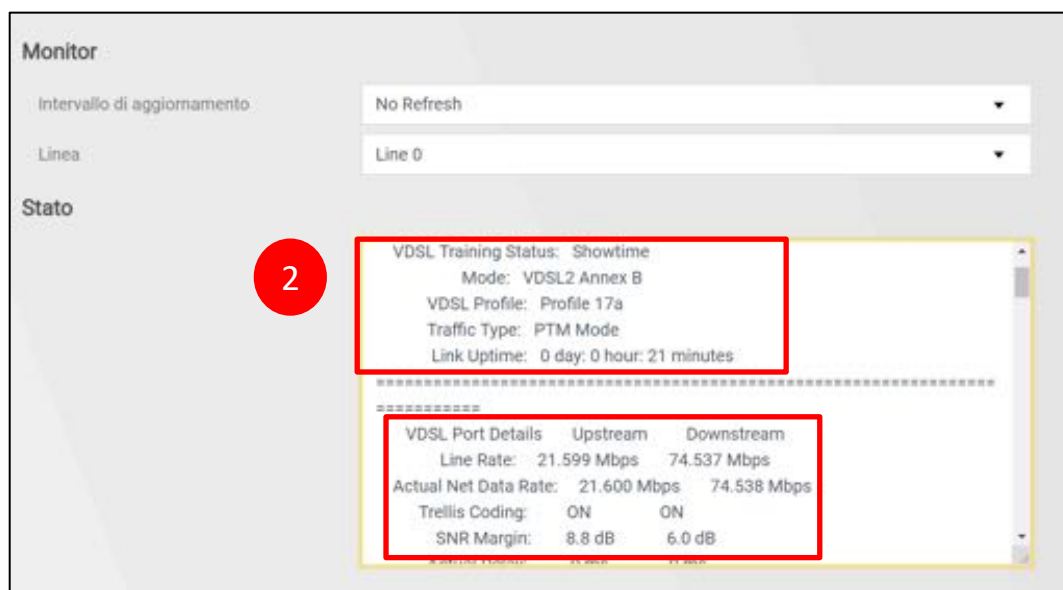 Monitor
Intervallo di aggiornamento No Refresh
Linea Line 0
Stato
2
VDSL Training Status: Showtime
Mode: VDSL2 Annex B
VDSL Profile: Profile 17a
Traffic Type: PTM Mode
Link Uptime: 0 day: 0 hour: 21 minutes
=================================================================
===========
VDSL Port Details Upstream Downstream
Line Rate: 21.599 Mbps 74.537 Mbps
Actual Net Data Rate: 21.600 Mbps 74.538 Mbps
Trellis Coding: ON ON
SNR Margin: 8.8 dB 6.0 dB